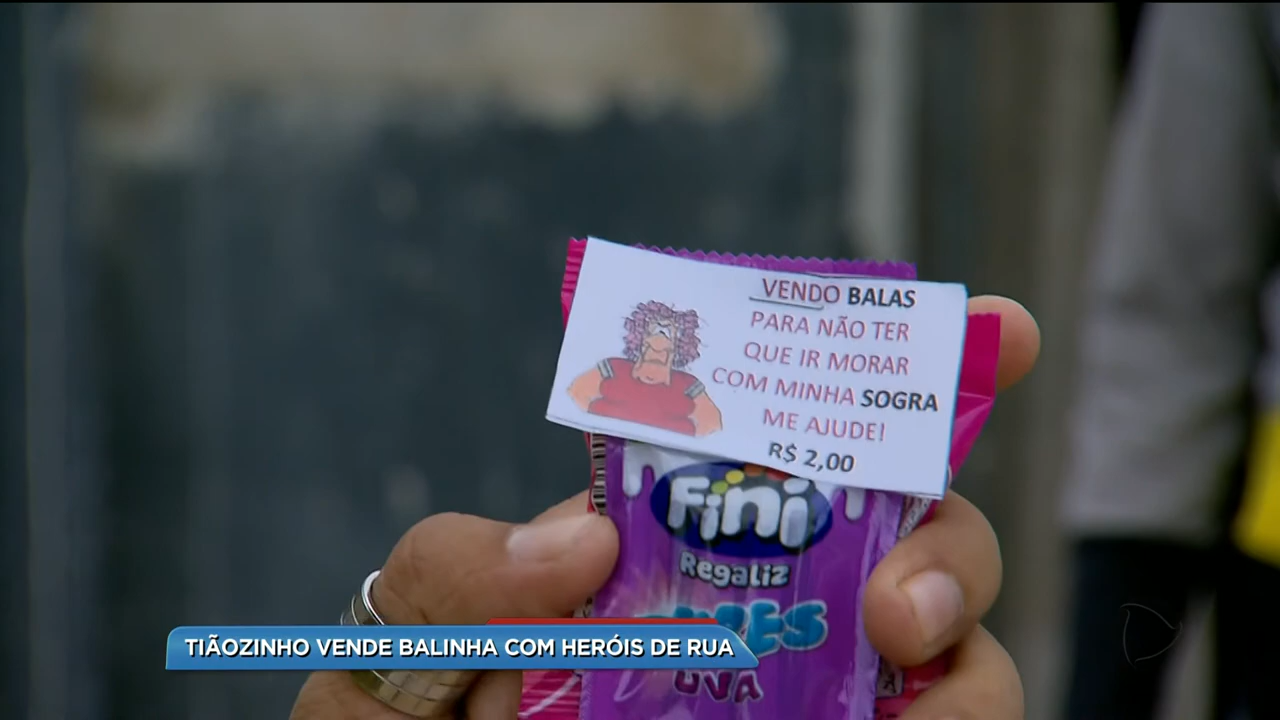 VENDO BALAS
PARA NÃO TER
QUE IR MORAR
COM MINHA SOGRA
ME AJUDE!
R$ 2,00
Fini
Regaliz
UVA
TIÃOZINHO VENDE BALINHA COM HERÓIS DE RUA